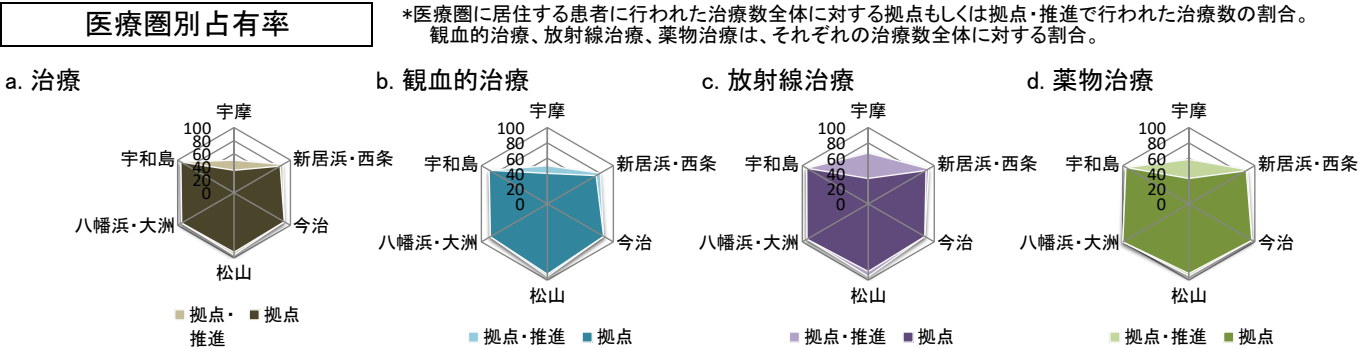 医療圏別占有率
*医療圏に居住する患者に行われた治療数全体に対する拠点もしくは拠点・推進で行われた治療数の割合。
観血的治療、放射線治療、薬物治療は、それぞれの治療数全体に対する割合。
a. 治療
宇摩
新居浜・西条
今治
松山
八幡浜・大洲
宇和島
100
80
60
40
20
0
拠点・推進
拠点
b. 観血的治療
宇摩
新居浜・西条
今治
松山
八幡浜・大洲
宇和島
100
80
60
40
20
0
拠点・推進
拠点
c. 放射線治療
宇摩
新居浜・西条
今治
松山
八幡浜・大洲
宇和島
100
80
60
40
20
0
拠点・推進
拠点
d. 薬物治療
宇摩
新居浜・西条
今治
松山
八幡浜・大洲
宇和島
100
80
60
40
20
0
拠点・推進
拠点